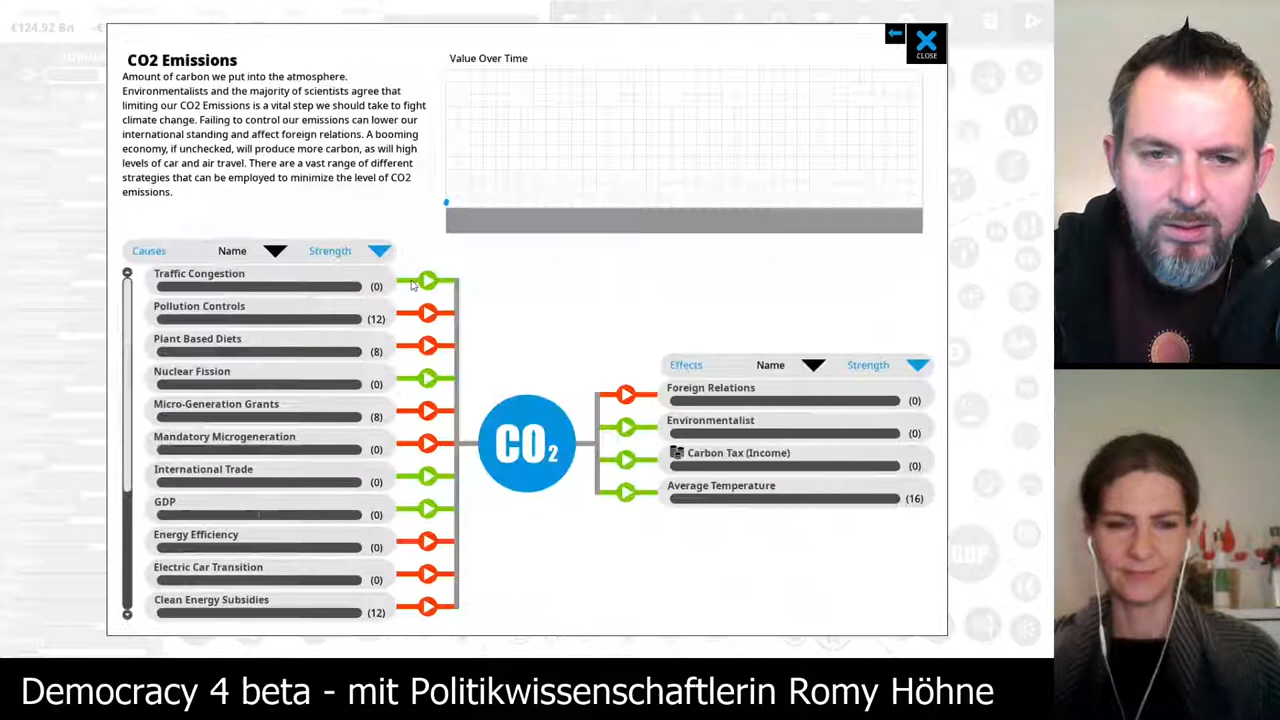 €124.92 Bn
CLOSE
CO2 Emissions
Amount of carbon we put into the atmosphere.
Environmentalists and the majority of scientists agree that
limiting our CO2 Emissions is a vital step we should take to fight
climate change. Failing to control our emissions can lower our
international standing and affect foreign relations. A booming
economy, if unchecked, will produce more carbon, as will high
levels of car and air travel. There are a vast range of different
strategies that can be employed to minimize the level of CO2
emissions.
Value Over Time
Causes Name Strength
Traffic Congestion
(0)
Pollution Controls
(12)
Plant Based Diets
(8)
Nuclear Fission
(0)
Micro-Generation Grants
(8)
Mandatory Microgeneration
(0)
International Trade
(0)
GDP
(0)
Energy Efficiency
(0)
Electric Car Transition
(0)
Clean Energy Subsidies
(12)
CO2
Effects Name Strength
Foreign Relations
(0)
Environmentalist
(0)
Carbon Tax (Income)
(0)
Average Temperature
(16)
GDP
Democracy 4 beta - mit Politikwissenschaftlerin Romy Höhne